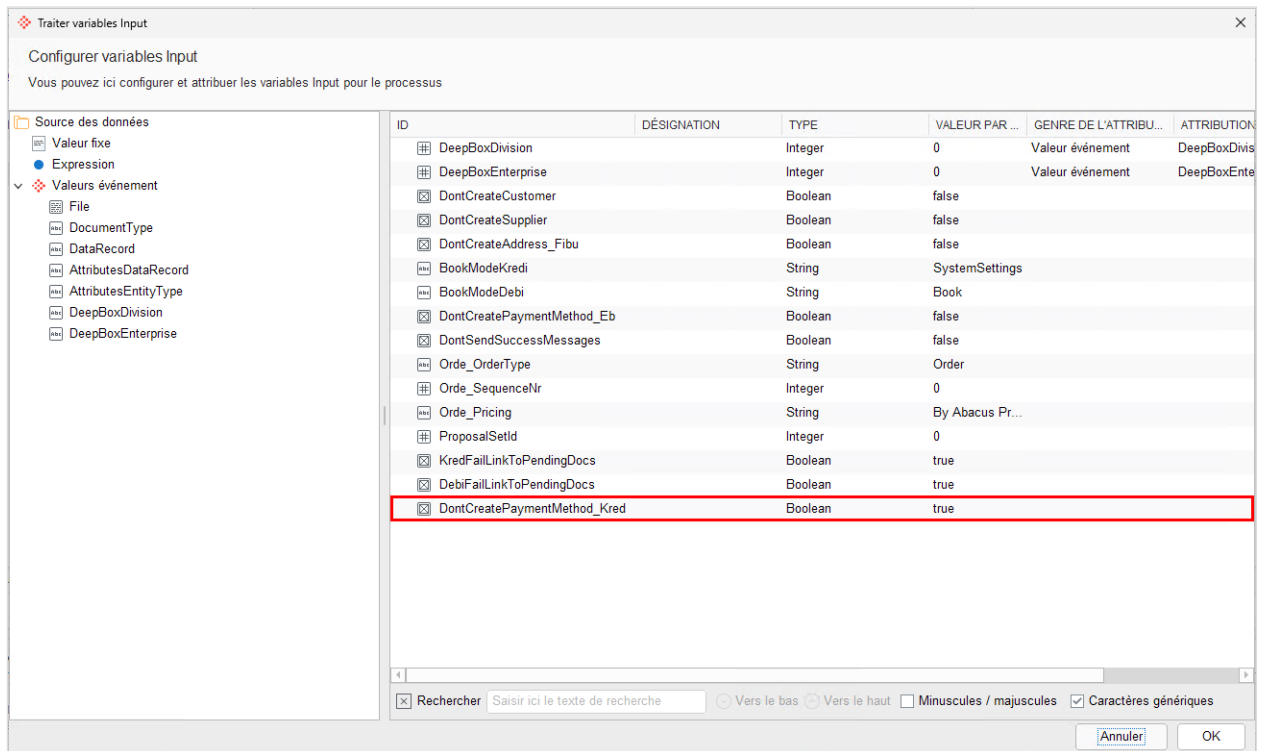 Traiter variables Input
Configurer variables Input
Vous pouvez ici configurer et attribuer les variables Input pour le processus
Source des données
Valeur fixe
Expression
Valeurs événement
File
DocumentType
DataRecord
AttributesDataRecord
AttributesEntityType
DeepBoxDivision
DeepBoxEnterprise
ID DÉSIGNATION TYPE VALEUR PAR ... GENRE DE L'ATTRIBU... ATTRIBUTION
DeepBoxDivision Integer 0 Valeur événement DeepBoxDivis
DeepBoxEnterprise Integer 0 Valeur événement DeepBoxEnte
DontCreateCustomer Boolean false
DontCreateSupplier Boolean false
DontCreateAddress_Fibu Boolean false
BookModeKredi String SystemSettings
BookModeDebi String Book
DontCreatePaymentMethod_Eb Boolean false
DontSendSuccessMessages Boolean false
Orde_OrderType String Order
Orde_SequenceNr Integer 0
Orde_Pricing String By Abacus Pr...
ProposalSetId Integer 0
KredFailLinkToPendingDocs Boolean true
DebiFailLinkToPendingDocs Boolean true
DontCreatePaymentMethod_Kred Boolean true
Rechercher Saisir ici le texte de recherche Vers le bas Vers le haut Minuscules / majuscules Caractères génériques
Annuler OK